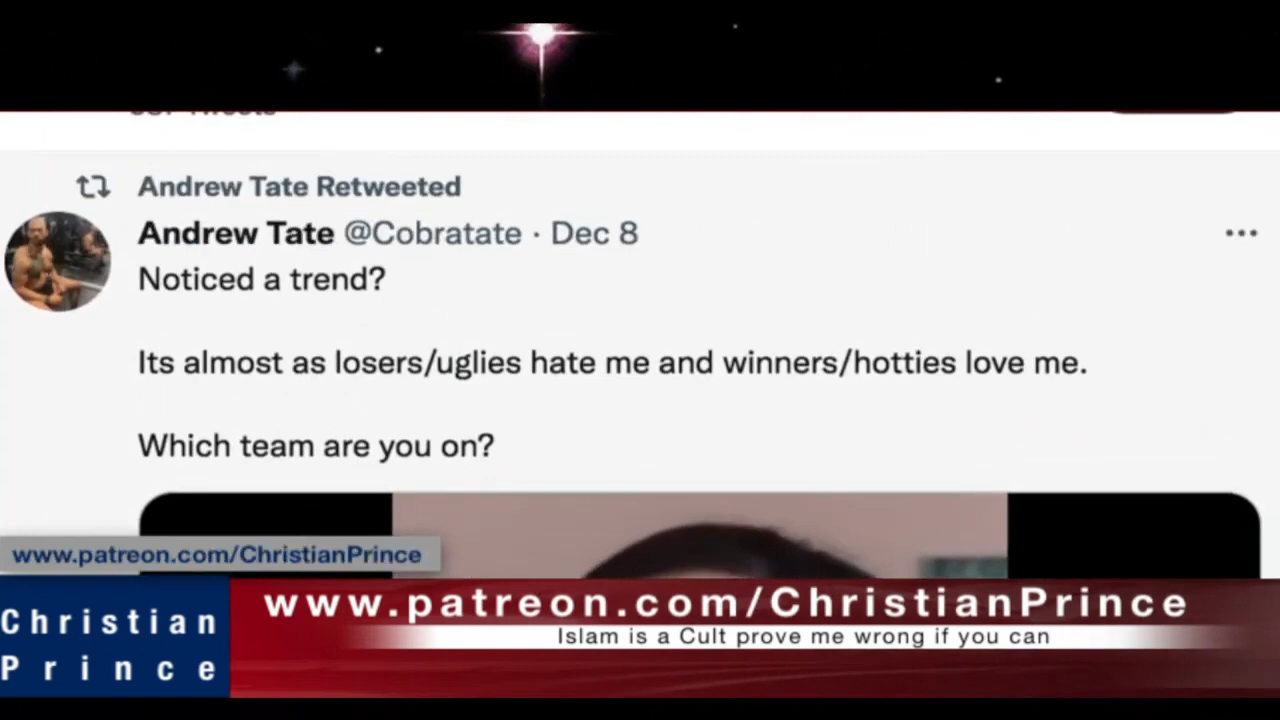 Andrew Tate Retweeted
Andrew Tate @Cobratate · Dec 8
Noticed a trend?
Its almost as losers/uglies hate me and winners/hotties love me.
Which team are you on?
www.patreon.com/ChristianPrince
Christian
Prince
www.patreon.com/ChristianPrince
Islam is a Cult prove me wrong if you can